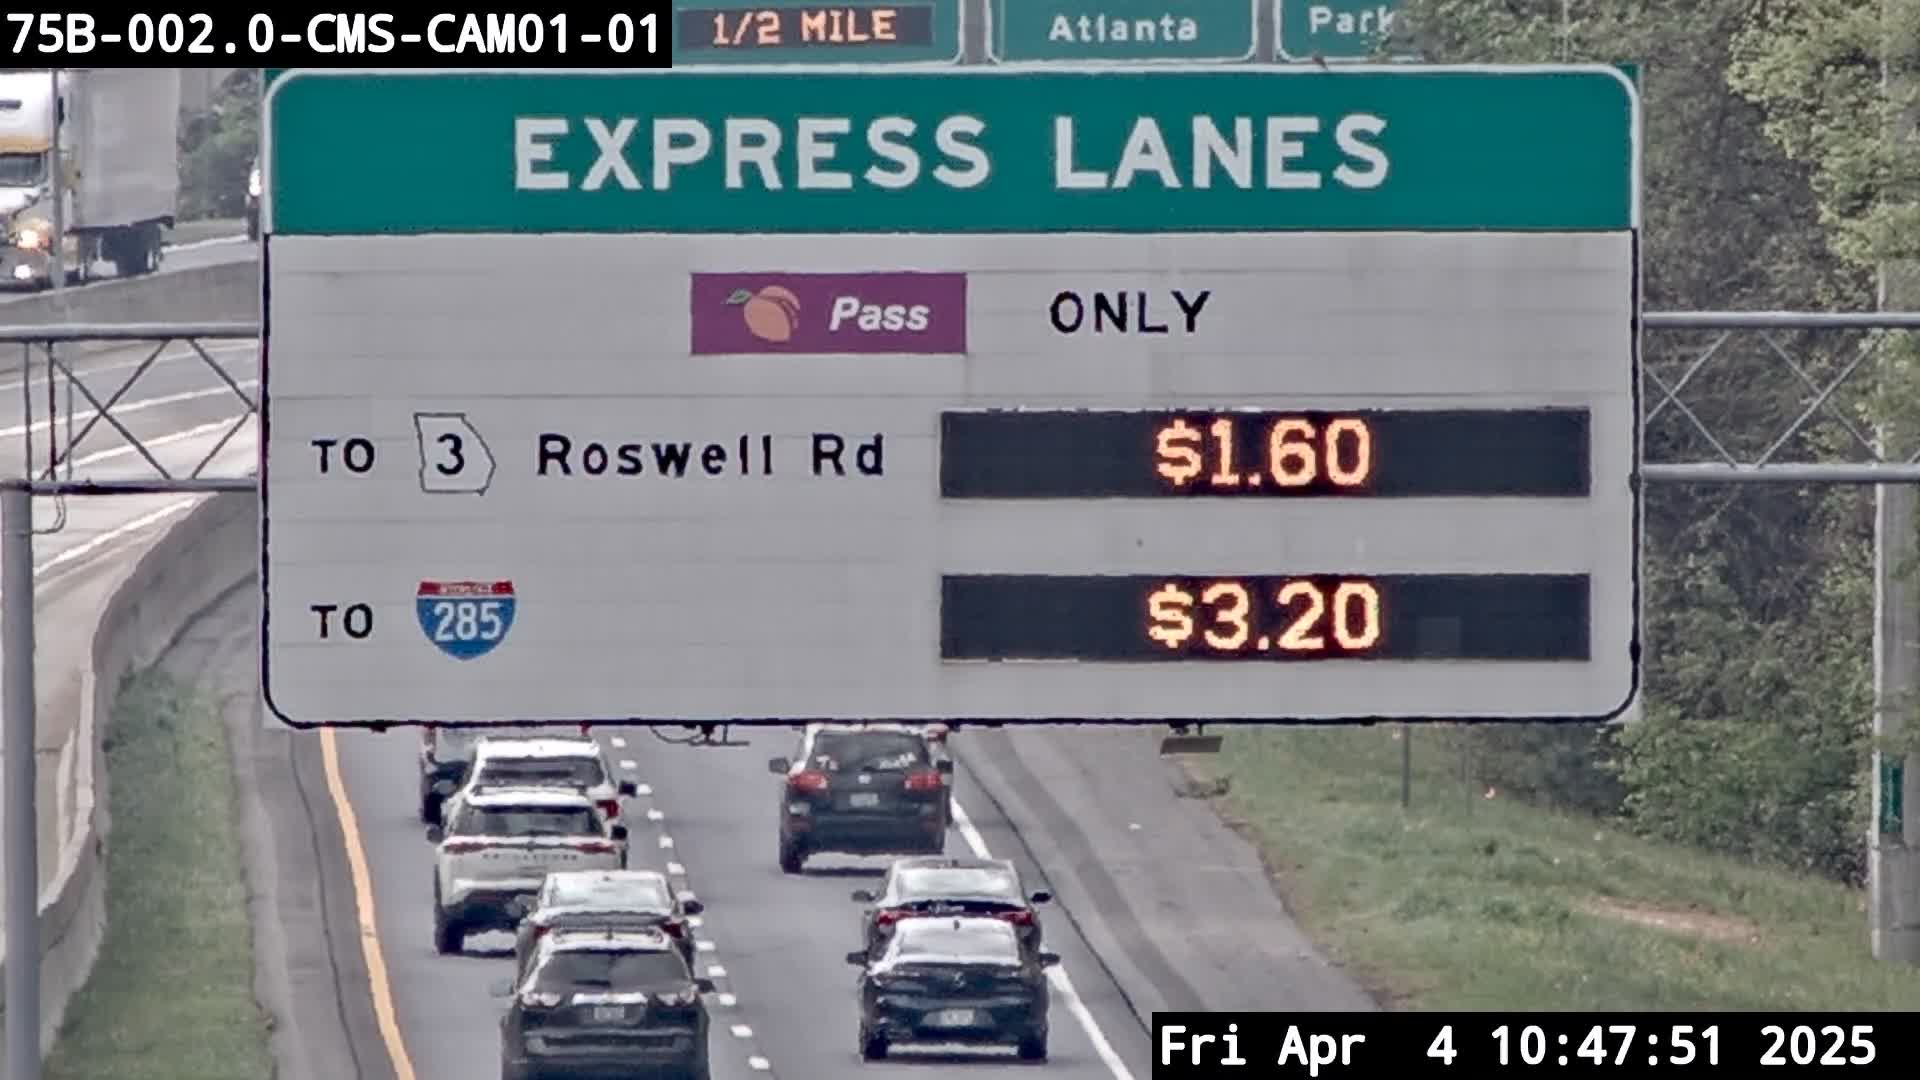 75B-002.0-CMS-CAM01-01
1/2 MILE
Atlanta
Park
EXPRESS LANES
Pass ONLY
TO 3 Roswell Rd $1.60
TO 285 $3.20
Fri Apr 4 10:47:51 2025